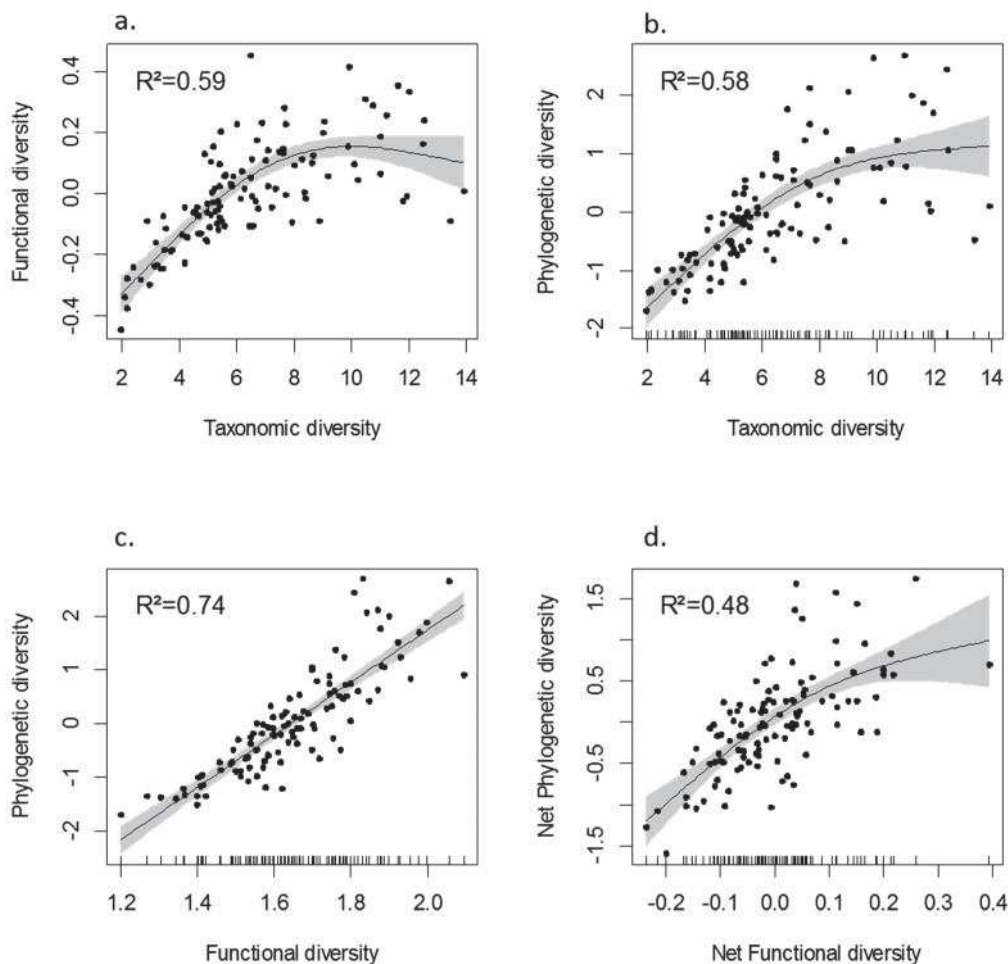 a.
R²=0.59
Functional diversity
0.4
0.2
0.0
-0.2
-0.4
2 4 6 8 10 12 14
Taxonomic diversity
b.
R²=0.58
Phylogenetic diversity
2
1
0
-1
-2
2 4 6 8 10 12 14
Taxonomic diversity
c.
R²=0.74
Phylogenetic diversity
2
1
0
-1
-2
1.2 1.4 1.6 1.8 2.0
Functional diversity
d.
R²=0.48
Net Phylogenetic diversity
1.5
0.5
-0.5
-1.5
-0.2 -0.1 0.0 0.1 0.2 0.3 0.4
Net Functional diversity